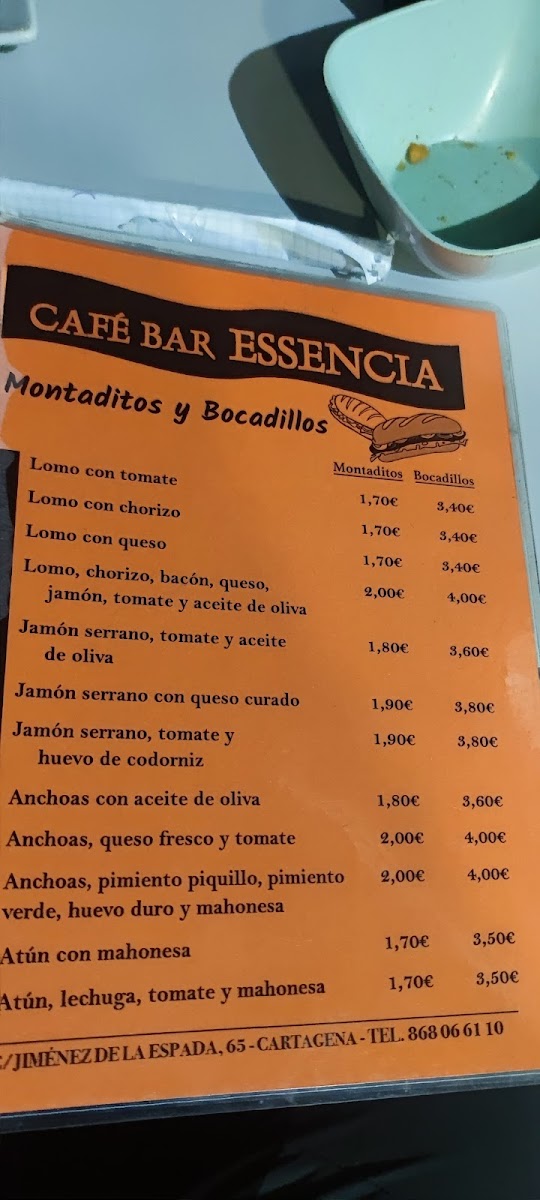 CAFÉ BAR ESSENCIA
Montaditos y Bocadillos
Montaditos Bocadillos
Lomo con tomate 1,70€ 3,40€
Lomo con chorizo 1,70€ 3,40€
Lomo con queso 1,70€ 3,40€
Lomo, chorizo, bacón, queso,
jamón, tomate y aceite de oliva 2,00€ 4,00€
Jamón serrano, tomate y aceite
de oliva 1,80€ 3,60€
Jamón serrano con queso curado 1,90€ 3,80€
Jamón serrano, tomate y
huevo de codorniz 1,90€ 3,80€
Anchoas con aceite de oliva 1,80€ 3,60€
Anchoas, queso fresco y tomate 2,00€ 4,00€
Anchoas, pimiento piquillo, pimiento 2,00€ 4,00€
verde, huevo duro y mahonesa
Atún con mahonesa 1,70€ 3,50€
Atún, lechuga, tomate y mahonesa 1,70€ 3,50€
C/JIMÉNEZ DE LA ESPADA, 65 - CARTAGENA - TEL. 868 06 61 10